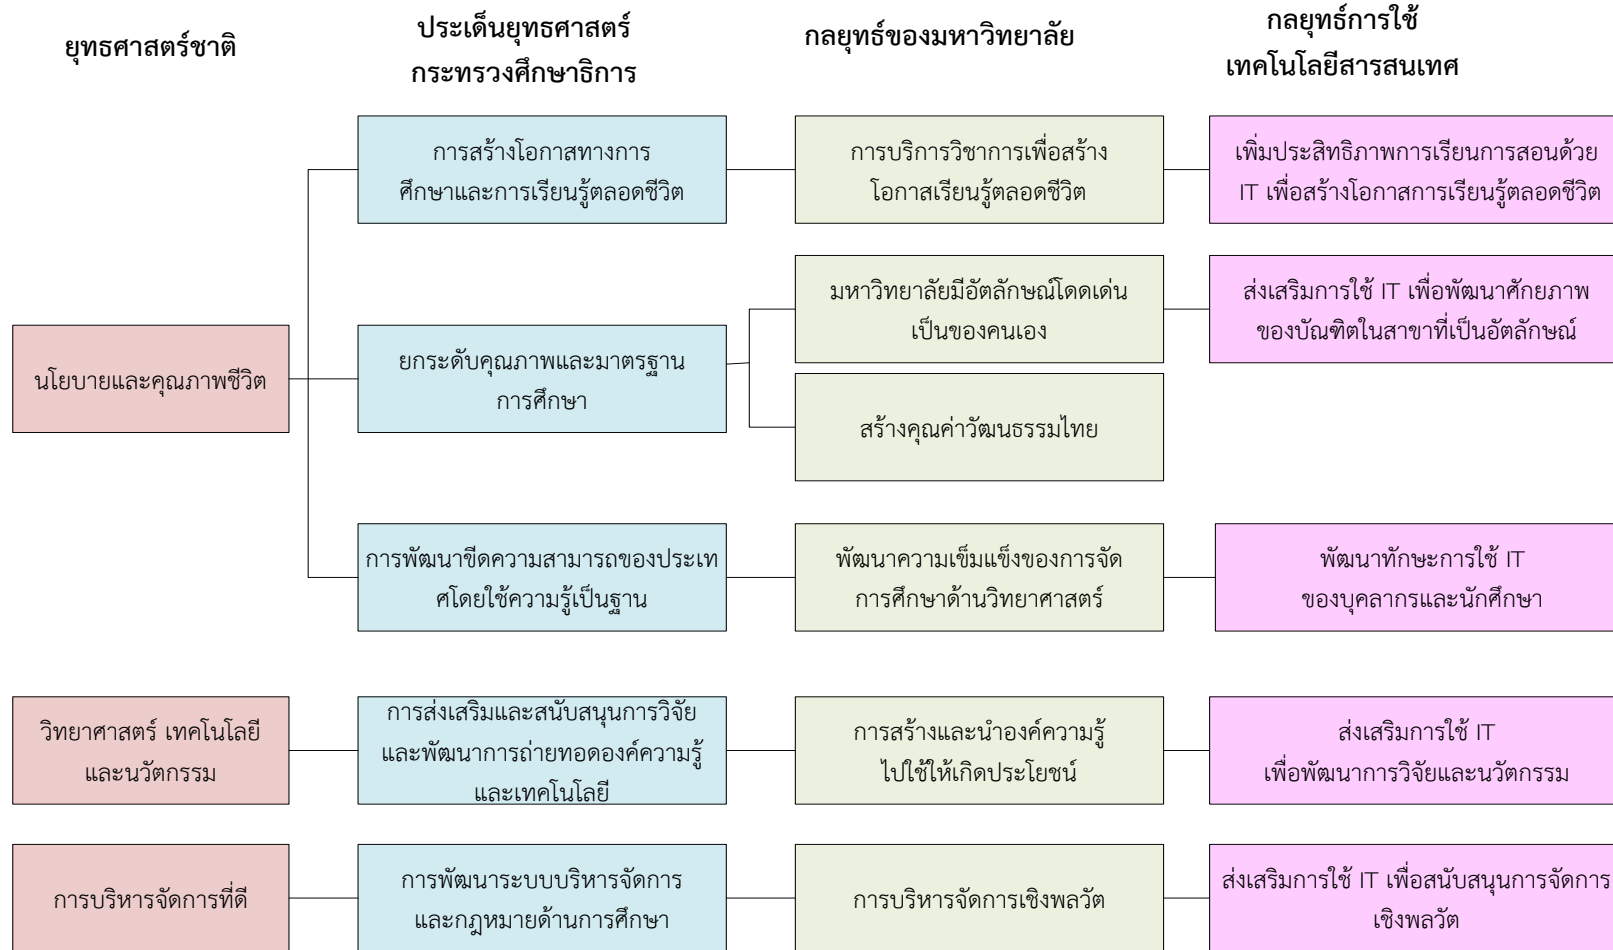 ยุทธศาสตร์ชาติ
ประเด็นยุทธศาสตร์
กระทรวงศึกษาธิการ
กลยุทธ์ของมหาวิทยาลัย
กลยุทธ์การใช้
เทคโนโลยีสารสนเทศ
การสร้างโอกาสทางการ
ศึกษาและการเรียนรู้ตลอดชีวิต
การบริการวิชาการเพื่อสร้าง
โอกาสเรียนรู้ตลอดชีวิต
เพิ่มประสิทธิภาพการเรียนการสอนด้วย
IT เพื่อสร้างโอกาสการเรียนรู้ตลอดชีวิต
นโยบายและคุณภาพชีวิต
ยกระดับคุณภาพและมาตรฐาน
การศึกษา
มหาวิทยาลัยมีอัตลักษณ์โดดเด่น
เป็นของคนเอง
ส่งเสริมการใช้ IT เพื่อพัฒนาศักยภาพ
ของบัณฑิตในสาขาที่เป็นอัตลักษณ์
สร้างคุณค่าวัฒนธรรมไทย
การพัฒนาขีดความสามารถของประเท
ศโดยใช้ความรู้เป็นฐาน
พัฒนาความเข็มแข็งของการจัด
การศึกษาด้านวิทยาศาสตร์
พัฒนาทักษะการใช้ IT
ของบุคลากรและนักศึกษา
วิทยาศาสตร์ เทคโนโลยี
และนวัตกรรม
การส่งเสริมและสนับสนุนการวิจัย
และพัฒนาการถ่ายทอดองค์ความรู้
และเทคโนโลยี
การสร้างและนำองค์ความรู้
ไปใช้ให้เกิดประโยชน์
ส่งเสริมการใช้ IT
เพื่อพัฒนาการวิจัยและนวัตกรรม
การบริหารจัดการที่ดี
การพัฒนาระบบบริหารจัดการ
และกฎหมายด้านการศึกษา
การบริหารจัดการเชิงพลวัต
ส่งเสริมการใช้ IT เพื่อสนับสนุนการจัดการ
เชิงพลวัต